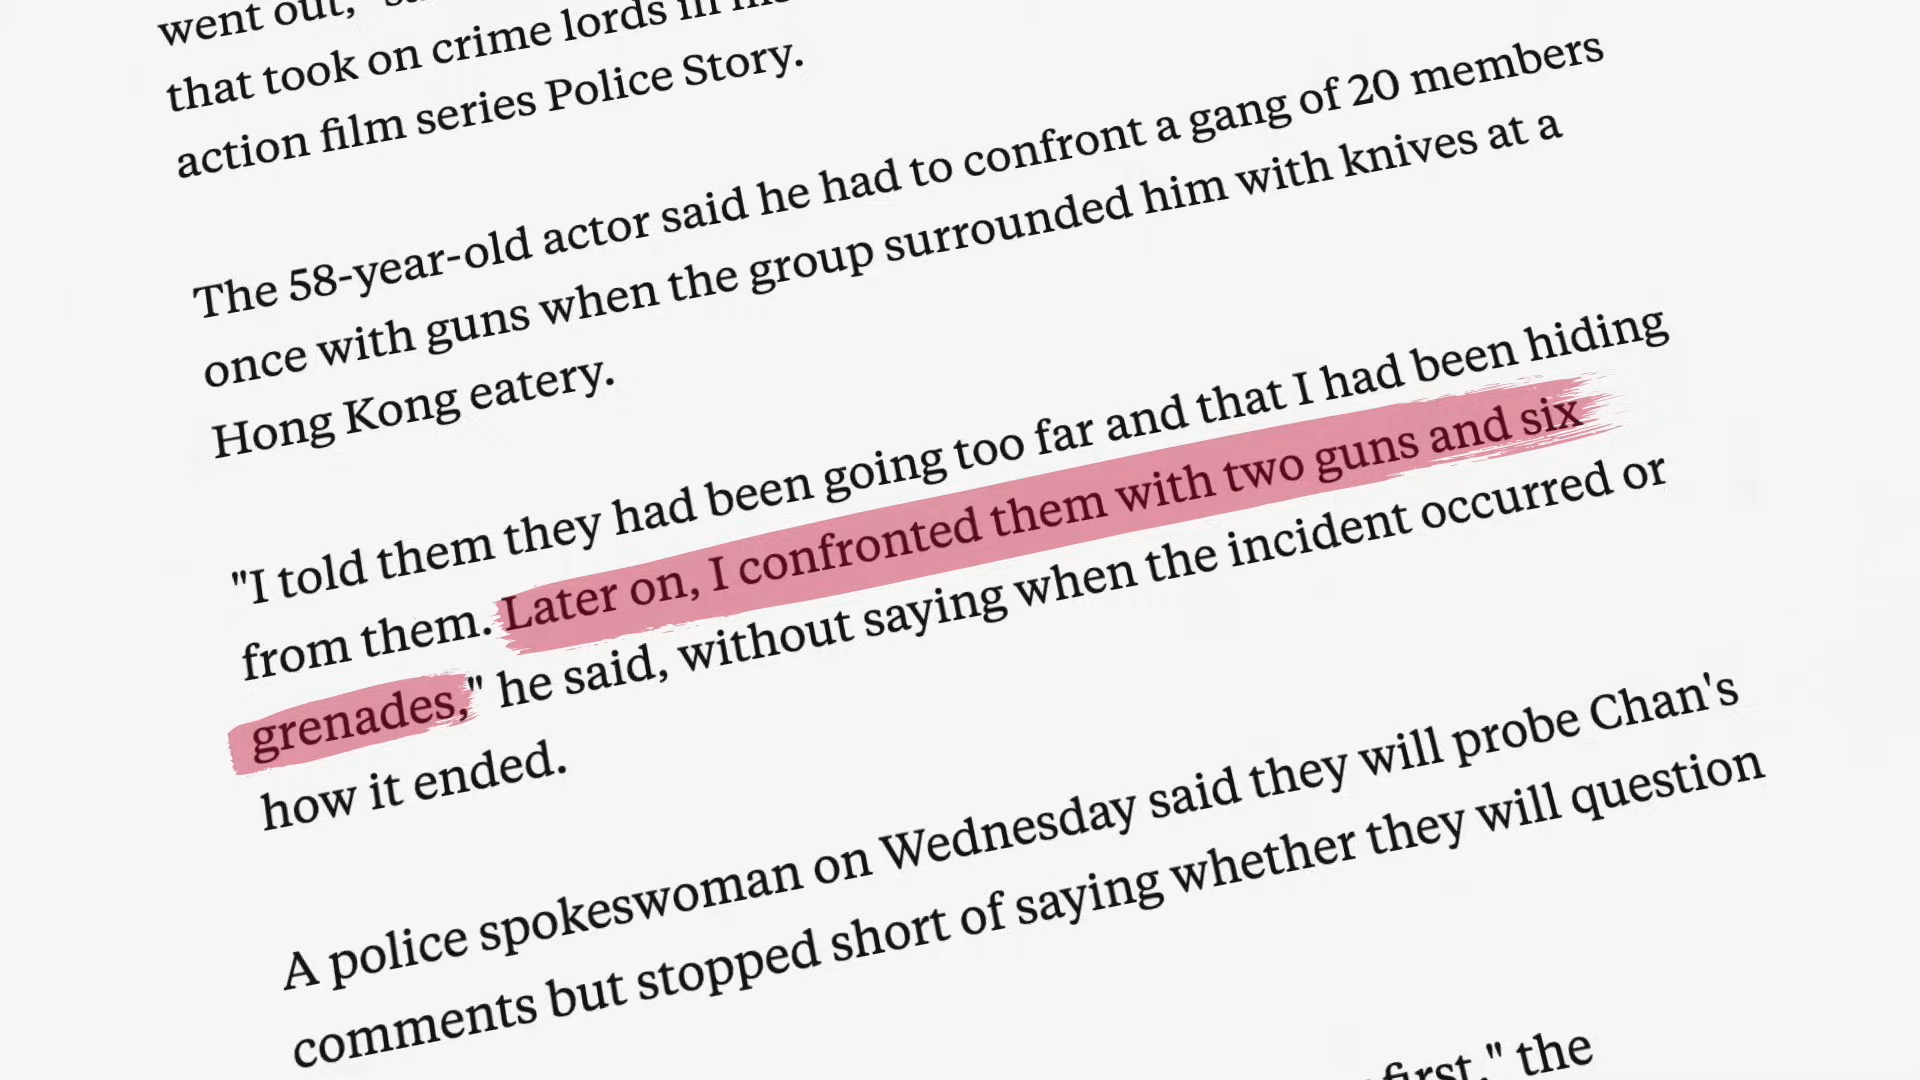 went out,"
that took on crime lords in
action film series Police Story.
The 58-year-old actor said he had to confront a gang of 20 members
once with guns when the group surrounded him with knives at a
Hong Kong eatery.
"I told them they had been going too far and that I had been hiding
from them. Later on, I confronted them with two guns and six
grenades," he said, without saying when the incident occurred or
how it ended.
A police spokeswoman on Wednesday said they will probe Chan's
comments but stopped short of saying whether they will question
first," the